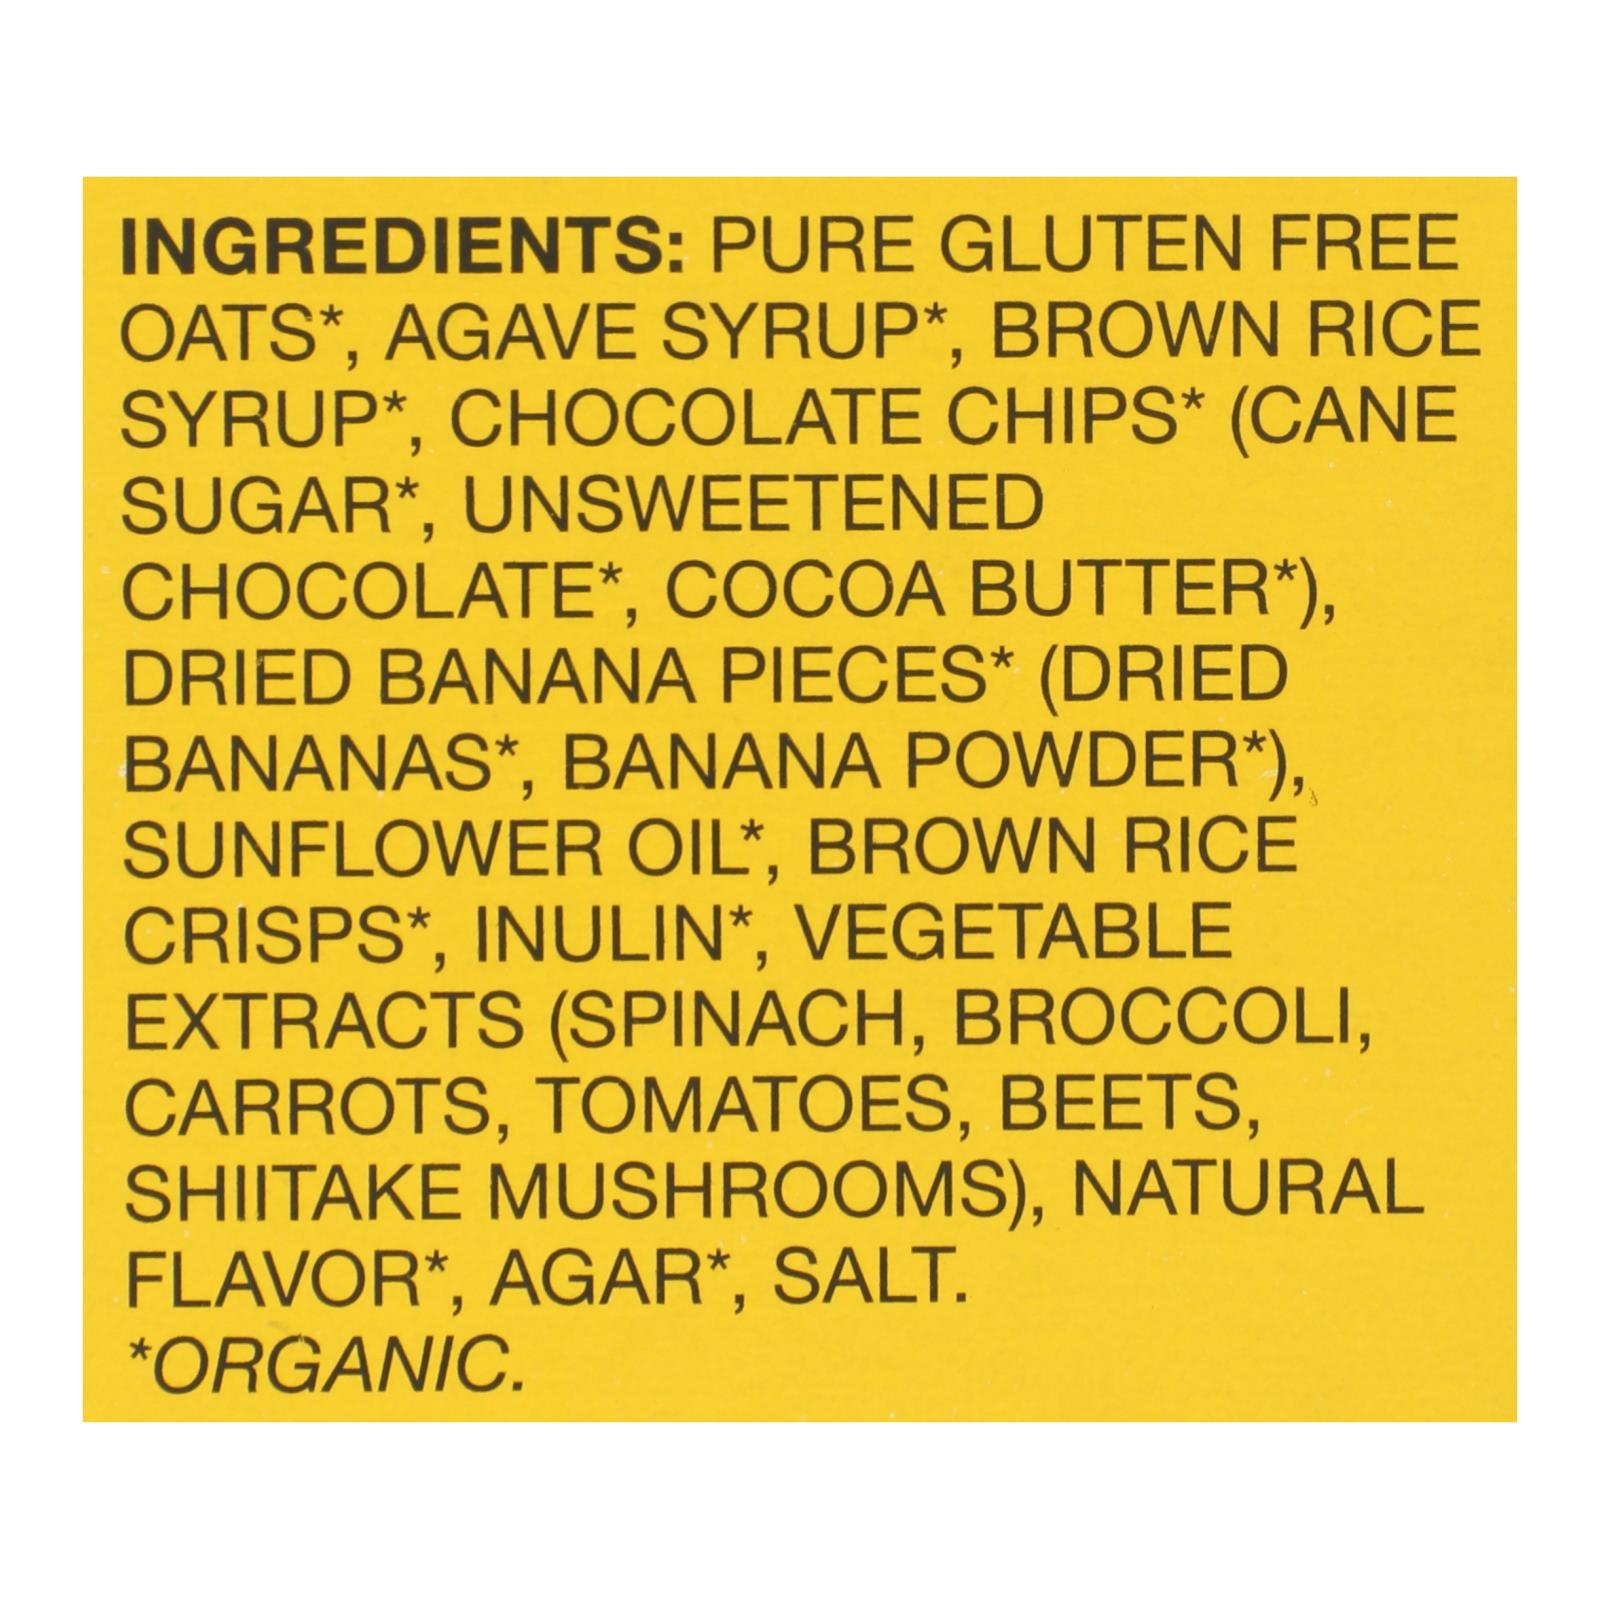 INGREDIENTS: PURE GLUTEN FREE
OATS*, AGAVE SYRUP*, BROWN RICE
SYRUP*, CHOCOLATE CHIPS* (CANE
SUGAR*, UNSWEETENED
CHOCOLATE*, COCOA BUTTER*),
DRIED BANANA PIECES* (DRIED
BANANAS*, BANANA POWDER*),
SUNFLOWER OIL*, BROWN RICE
CRISPS*, INULIN*, VEGETABLE
EXTRACTS (SPINACH, BROCCOLI,
CARROTS, TOMATOES, BEETS,
SHIITAKE MUSHROOMS), NATURAL
FLAVOR*, AGAR*, SALT.
*ORGANIC.